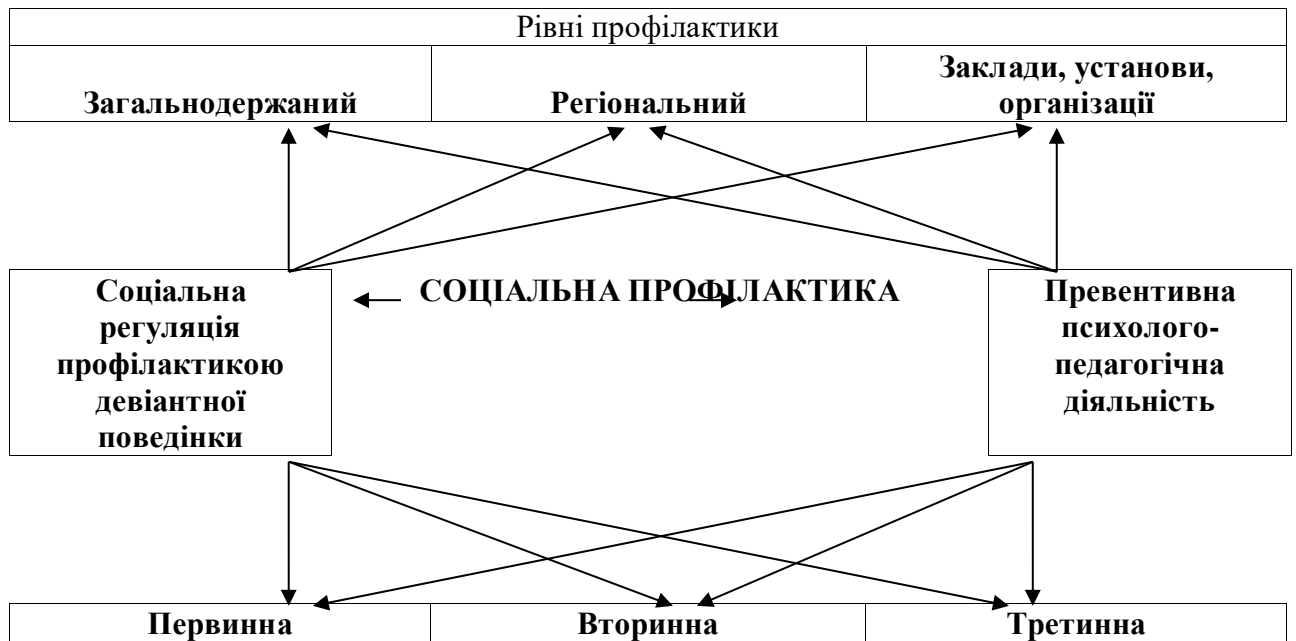 Рівні профілактики
Загальнодержаний
Регіональний
Заклади, установи,
організації
СОЦІАЛЬНА ПРОФІЛАКТИКА
Соціальна
регуляція
профілактикою
девіантної
поведінки
Превентивна
психолого-
педагогічна
діяльність
Первинна
Вторинна
Третинна